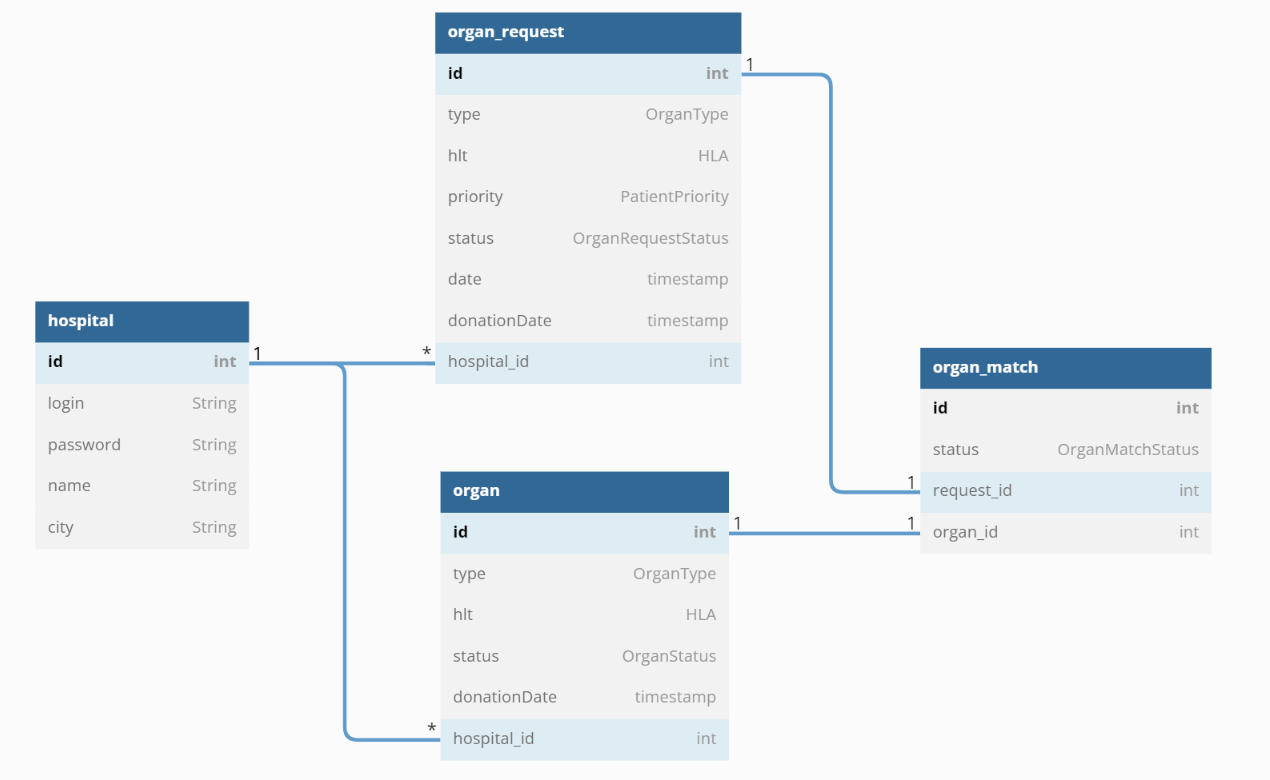 organ_request
id int
type OrganType
hlt HLA
priority PatientPriority
status OrganRequestStatus
date timestamp
donationDate timestamp
hospital_id int
hospital
id int
login String
password String
name String
city String
organ
id int
type OrganType
hlt HLA
status OrganStatus
donationDate timestamp
hospital_id int
organ_match
id int
status OrganMatchStatus
request_id int
organ_id int
1
1
1
*
*
1
1